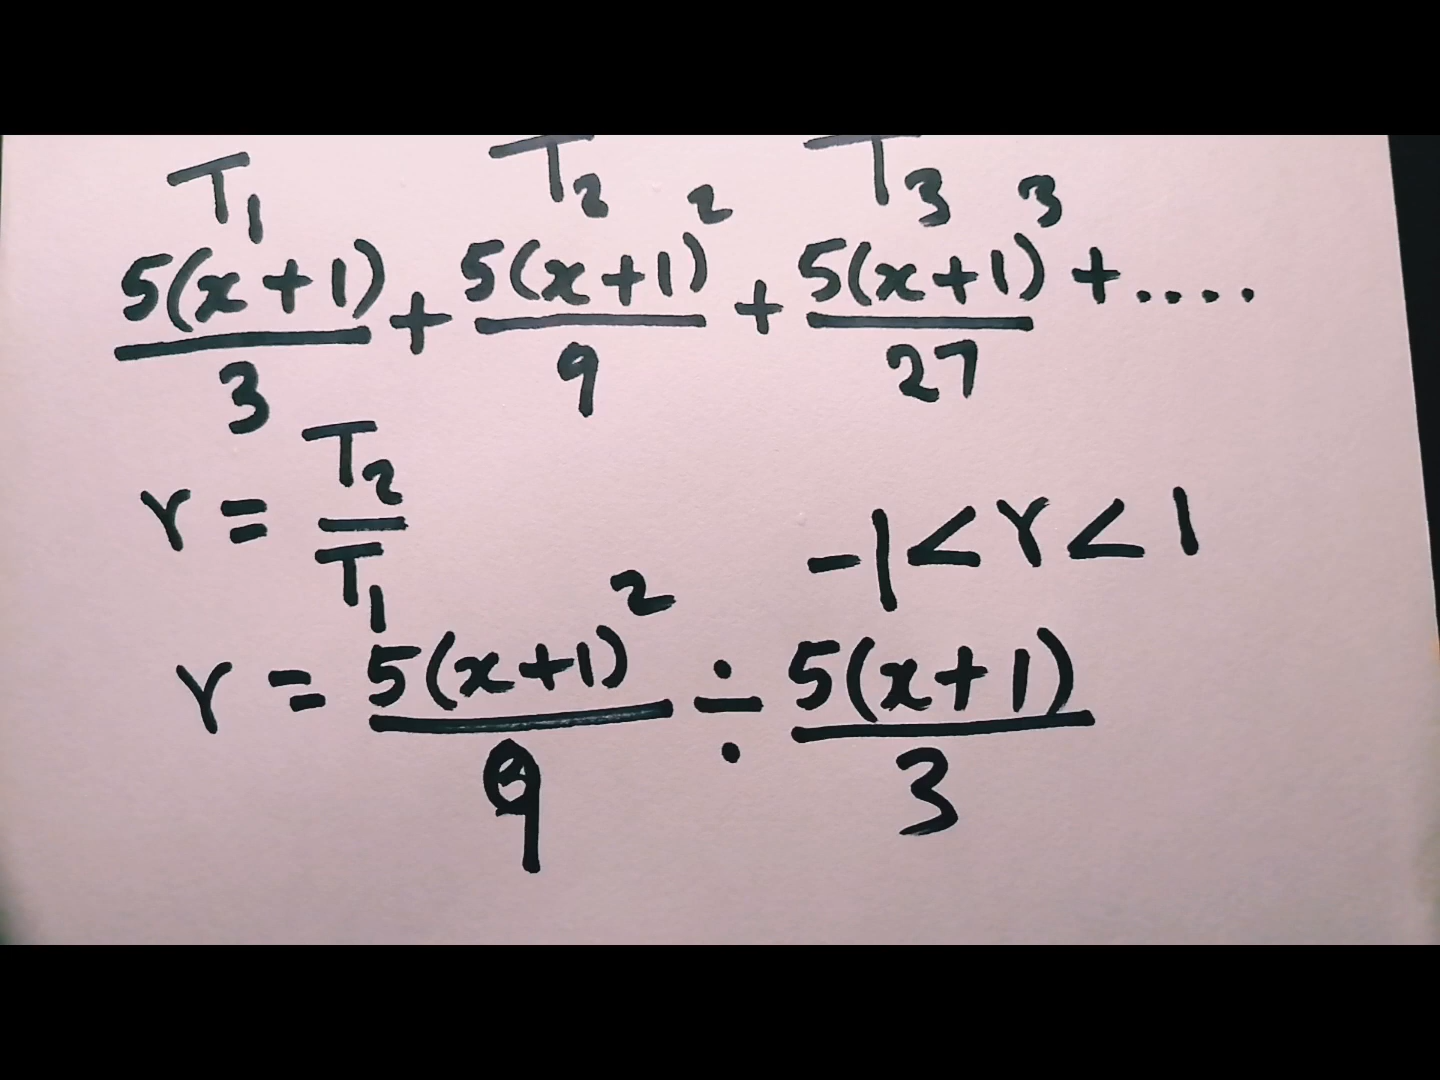 T₁ T₂ T₃
5(x+1)/3 + 5(x+1)²/9 + 5(x+1)³/27 + ....
r = T₂/T₁
-1 < r < 1
r = 5(x+1)²/9 ÷ 5(x+1)/3